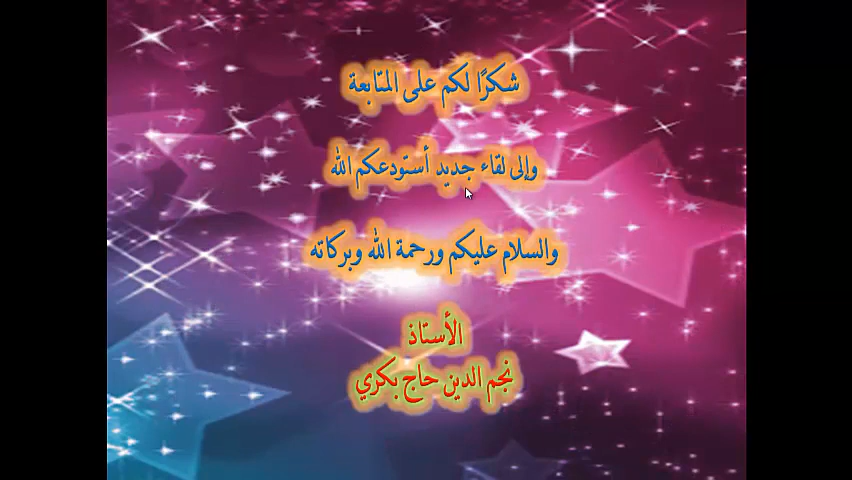 شكرًا لكم على المتابعة
وإلى لقاء جديد أستودعكم الله
والسلام عليكم ورحمة الله وبركاته
الأستاذ
نجم الدين حاج بكري